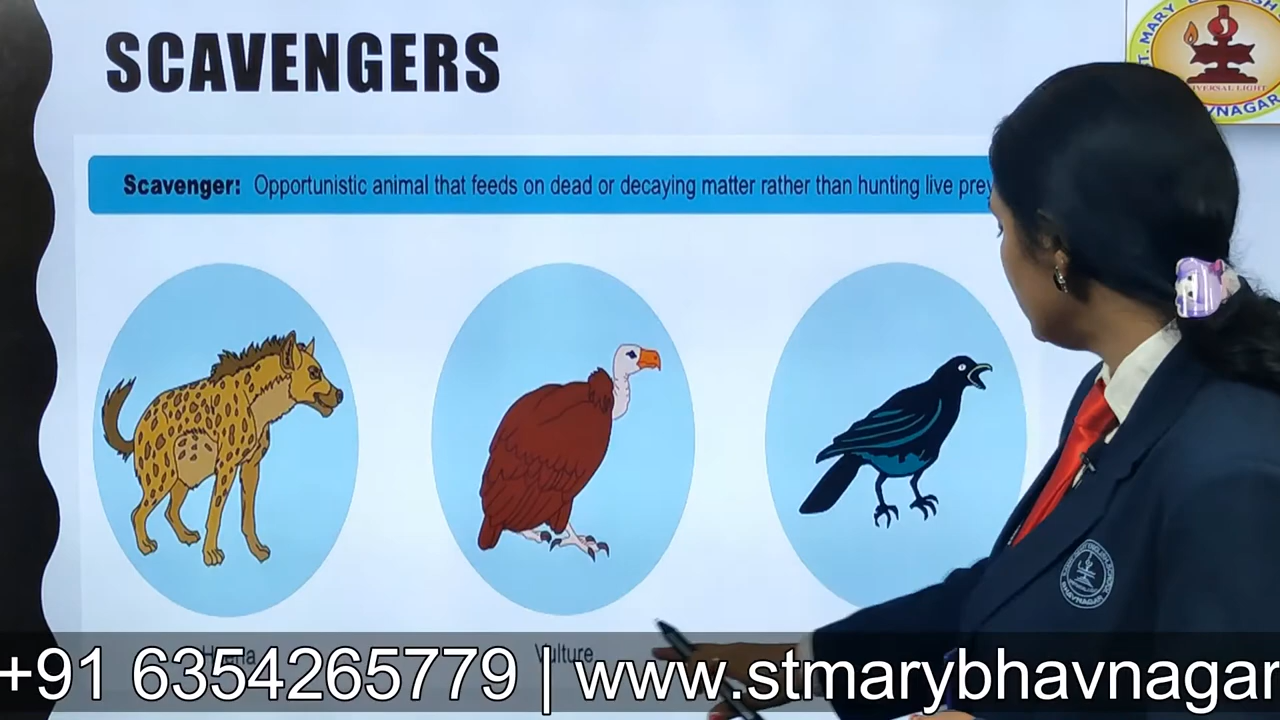 SCAVENGERS
Scavenger: Opportunistic animal that feeds on dead or decaying matter rather than hunting live prey
Vulture
+91 6354265779 | www.stmarybhavnagar